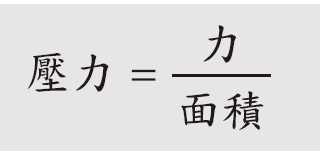 壓力 = 力
面積